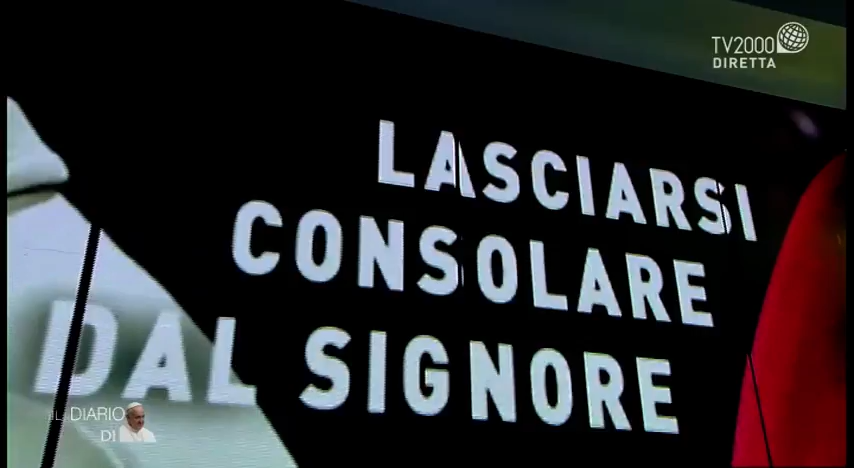 TV2000
DIRETTA
LASCIARSI
CONSOLARE
DAL SIGNORE
IL DIARIO
DI